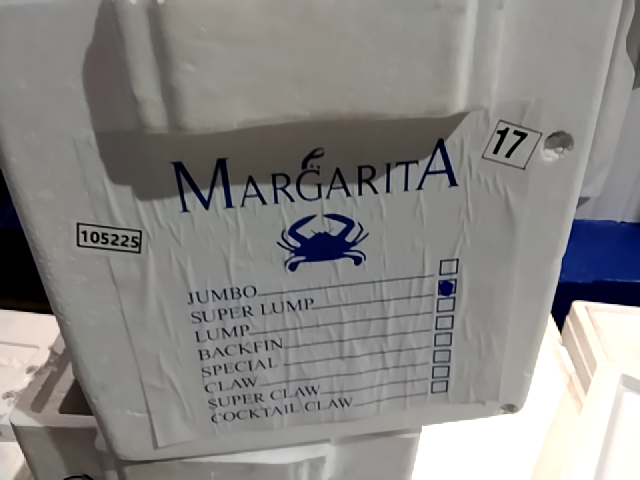 MARGARITA
17
105225
JUMBO
SUPER LUMP
LUMP
BACKFIN
SPECIAL
CLAW
SUPER CLAW
COCKTAIL CLAW